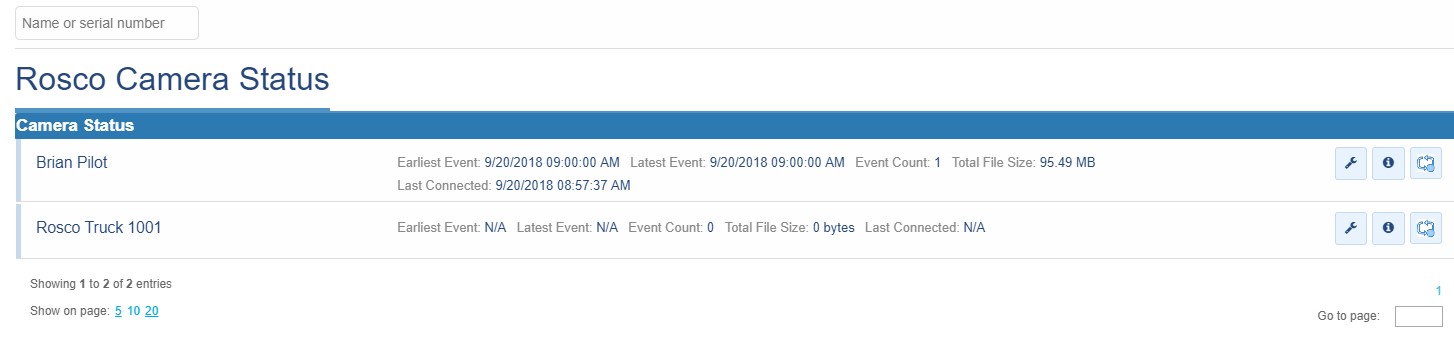 Name or serial number
Rosco Camera Status
Camera Status
Brian Pilot Earliest Event: 9/20/2018 09:00:00 AM Latest Event: 9/20/2018 09:00:00 AM Event Count: 1 Total File Size: 95.49 MB
Last Connected: 9/20/2018 08:57:37 AM
Rosco Truck 1001 Earliest Event: N/A Latest Event: N/A Event Count: 0 Total File Size: 0 bytes Last Connected: N/A
Showing 1 to 2 of 2 entries
1
Show on page: 5 10 20
Go to page: